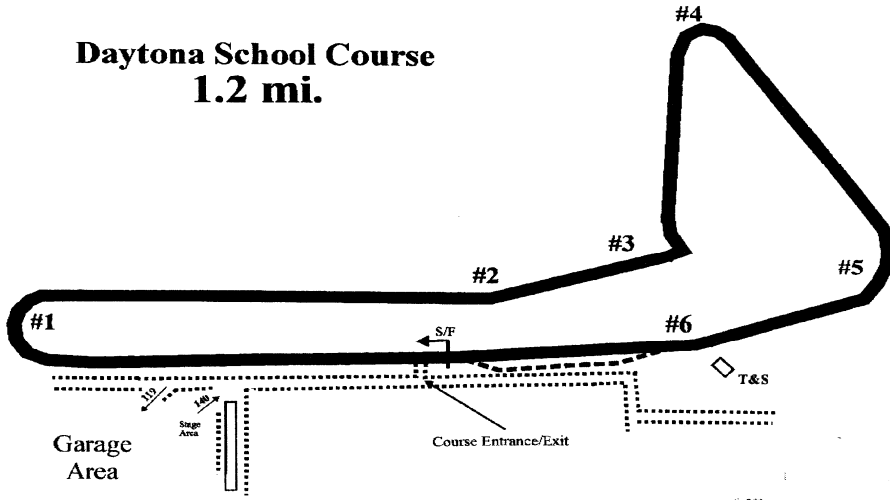 #4
Daytona School Course
1.2 mi.
#3
#2
#5
#1
S/F
#6
T&S
119
140
Stage
Area
Course Entrance/Exit
Garage
Area